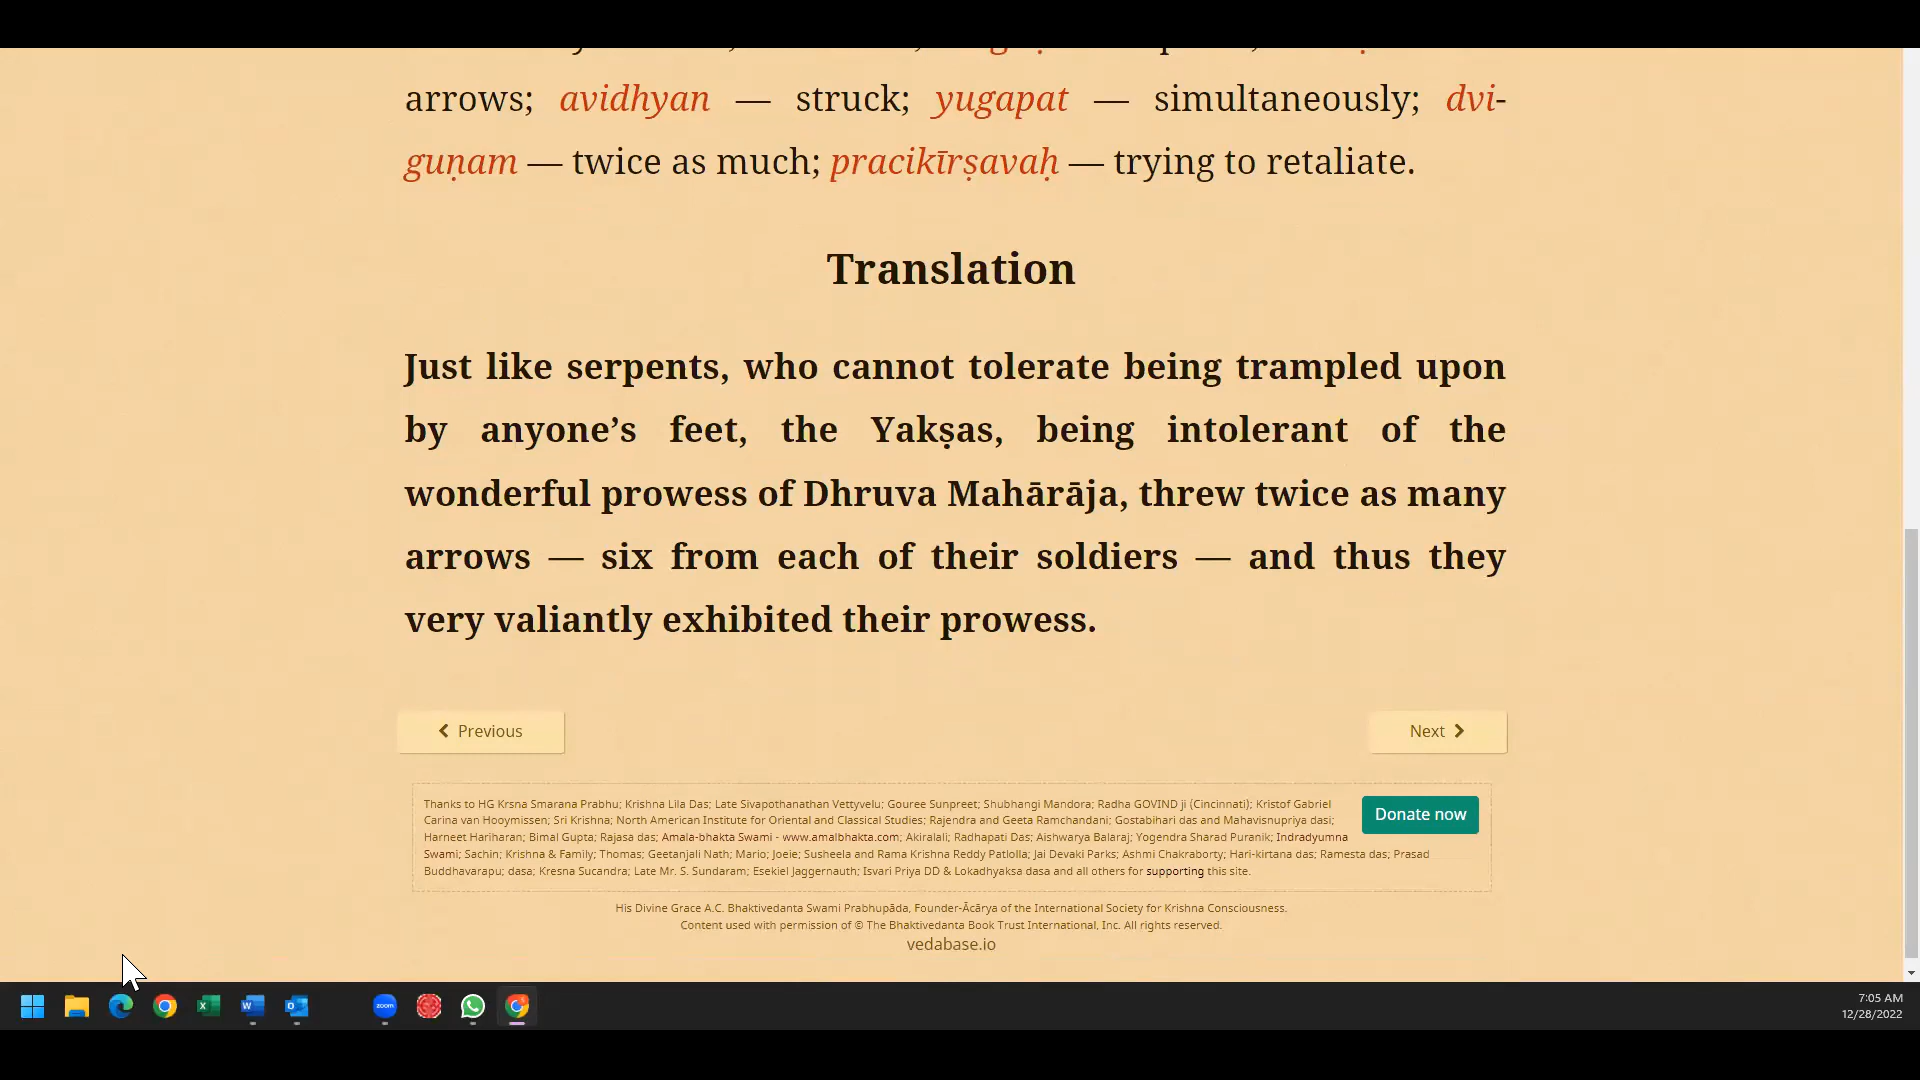 arrows; avidhyan — struck; yugapat — simultaneously; dvi-
guṇam — twice as much; pracikīrṣavaḥ — trying to retaliate.
Translation
Just like serpents, who cannot tolerate being trampled upon
by anyone’s feet, the Yakṣas, being intolerant of the
wonderful prowess of Dhruva Mahārāja, threw twice as many
arrows — six from each of their soldiers — and thus they
very valiantly exhibited their prowess.
Previous
Next
Thanks to HG Krsna Smarana Prabhu; Krishna Lila Das; Late Sivapothanathan Vettyvelu; Gouree Sunpreet; Shubhangi Mandora; Radha GOVIND ji (Cincinnati); Kristof Gabriel
Carina van Hooymissen; Sri Krishna; North American Institute for Oriental and Classical Studies; Rajendra and Geeta Ramchandani; Gostabihari das and Mahavisnupriya dasi;
Harneet Hariharan; Bimal Gupta; Rajasa das; Amala-bhakta Swami - www.amalbhakta.com; Akiralali; Radhapati Das; Aishwarya Balaraj; Yogendra Sharad Puranik; Indradyumna
Swami; Sachin; Krishna & Family; Thomas; Geetanjali Nath; Mario; Joeie; Susheela and Rama Krishna Reddy Patlolla; Jai Devaki Parks; Ashmi Chakraborty; Hari-kirtana das; Ramesta das; Prasad
Buddhavarapu; dasa; Kresna Sucandra; Late Mr. S. Sundaram; Esekiel Jaggernauth; Isvari Priya DD & Lokadhyaksa dasa and all others for supporting this site.
Donate now
His Divine Grace A.C. Bhaktivedanta Swami Prabhupāda, Founder-Ācārya of the International Society for Krishna Consciousness.
Content used with permission of © The Bhaktivedanta Book Trust International, Inc. All rights reserved.
vedabase.io
zoom
7:05 AM
12/28/2022